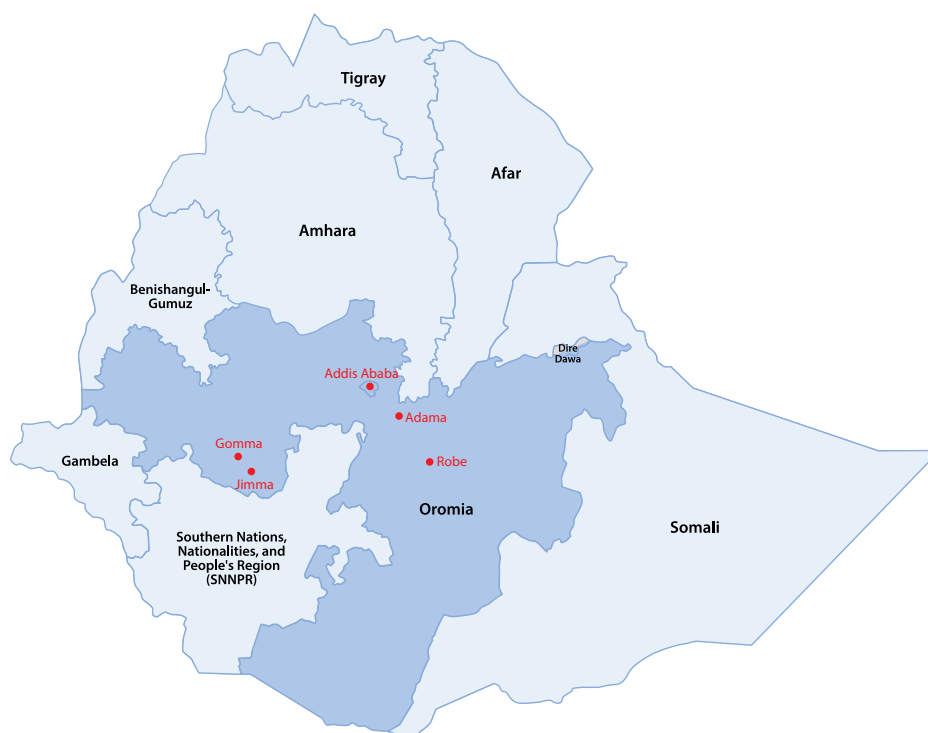 Tigray
Afar
Amhara
Benishangul-
Gumuz
Dire
Dawa
Addis Ababa
Adama
Gomma
Jimma
Robe
Gambela
Oromia
Somali
Southern Nations,
Nationalities, and
People's Region
(SNNPR)